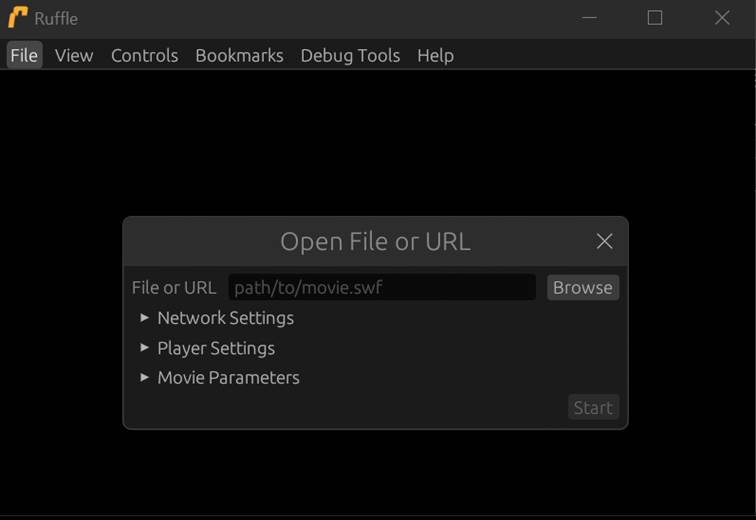 Ruffle
File View Controls Bookmarks Debug Tools Help
Open File or URL
File or URL path/to/movie.swf Browse
Network Settings
Player Settings
Movie Parameters
Start